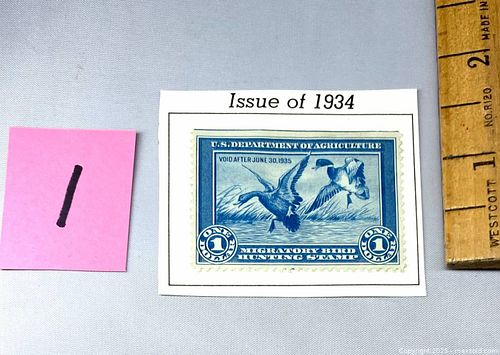 1
Issue of 1934
U.S. DEPARTMENT OF AGRICULTURE
VOID AFTER JUNE 30, 1935
ONE DOLLAR
1
MIGRATORY BIRD
HUNTING STAMP
ONE DOLLAR
1
WESTCOTT
NO.R120
MADE IN
1
2